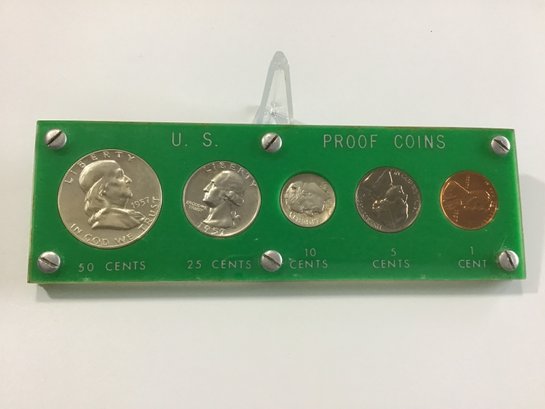 U. S. PROOF COINS
LIBERTY
1957
IN GOD WE TRUST
LIBERTY
1957
50 CENTS
25 CENTS
10 CENTS
5 CENTS
1 CENT